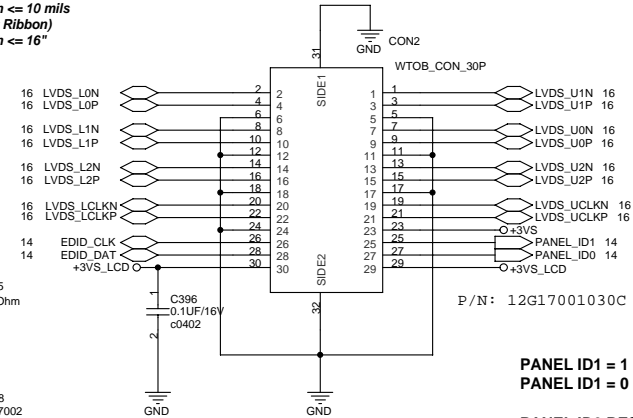 n <= 10 mils
Ribbon)
n <= 16"
31
GND
CON2
WTOB_CON_30P
SIDE1
16 LVDS_L0N 2 2 1 1 LVDS_U1N 16
16 LVDS_L0P 4 4 3 3 LVDS_U1P 16
6 6 5 5
16 LVDS_L1N 8 8 7 7 LVDS_U0N 16
16 LVDS_L1P 10 10 9 9 LVDS_U0P 16
12 12 11 11
16 LVDS_L2N 14 14 13 13 LVDS_U2N 16
16 LVDS_L2P 16 16 15 15 LVDS_U2P 16
18 18 17 17
16 LVDS_LCLKN 20 20 19 19 LVDS_UCLKN 16
16 LVDS_LCLKP 22 22 21 21 LVDS_UCLKP 16
24 24 23 23 +3VS
14 EDID_CLK 26 26 25 25 PANEL_ID1 14
14 EDID_DAT 28 28 27 27 PANEL_ID0 14
+3VS_LCD 30 30 29 29 +3VS_LCD
SIDE2
32
5
Ohm
1
C396
0.1UF/16V
c0402
2
P/N: 12G17001030C
PANEL ID1 = 1
PANEL ID1 = 0
8
7002
GND
GND